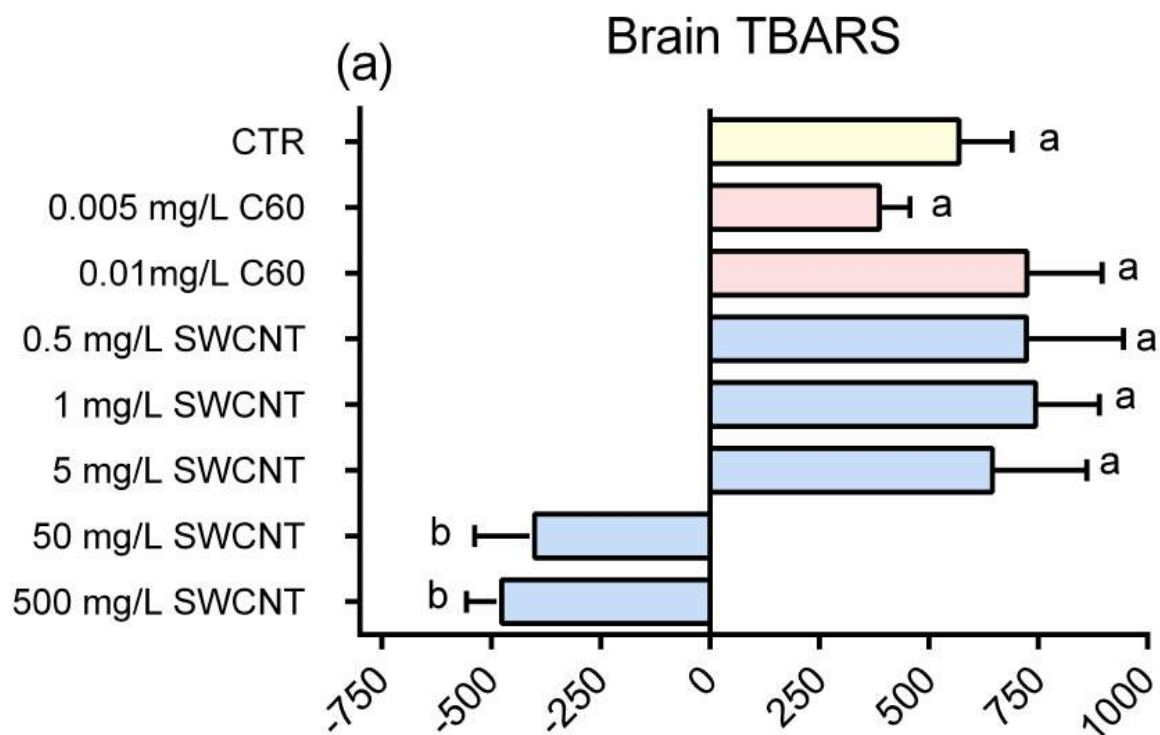 Brain TBARS
(a)
CTR a
0.005 mg/L C60 a
0.01mg/L C60 a
0.5 mg/L SWCNT a
1 mg/L SWCNT a
5 mg/L SWCNT a
50 mg/L SWCNT b
500 mg/L SWCNT b
-750 -500 -250 0 250 500 750 1000